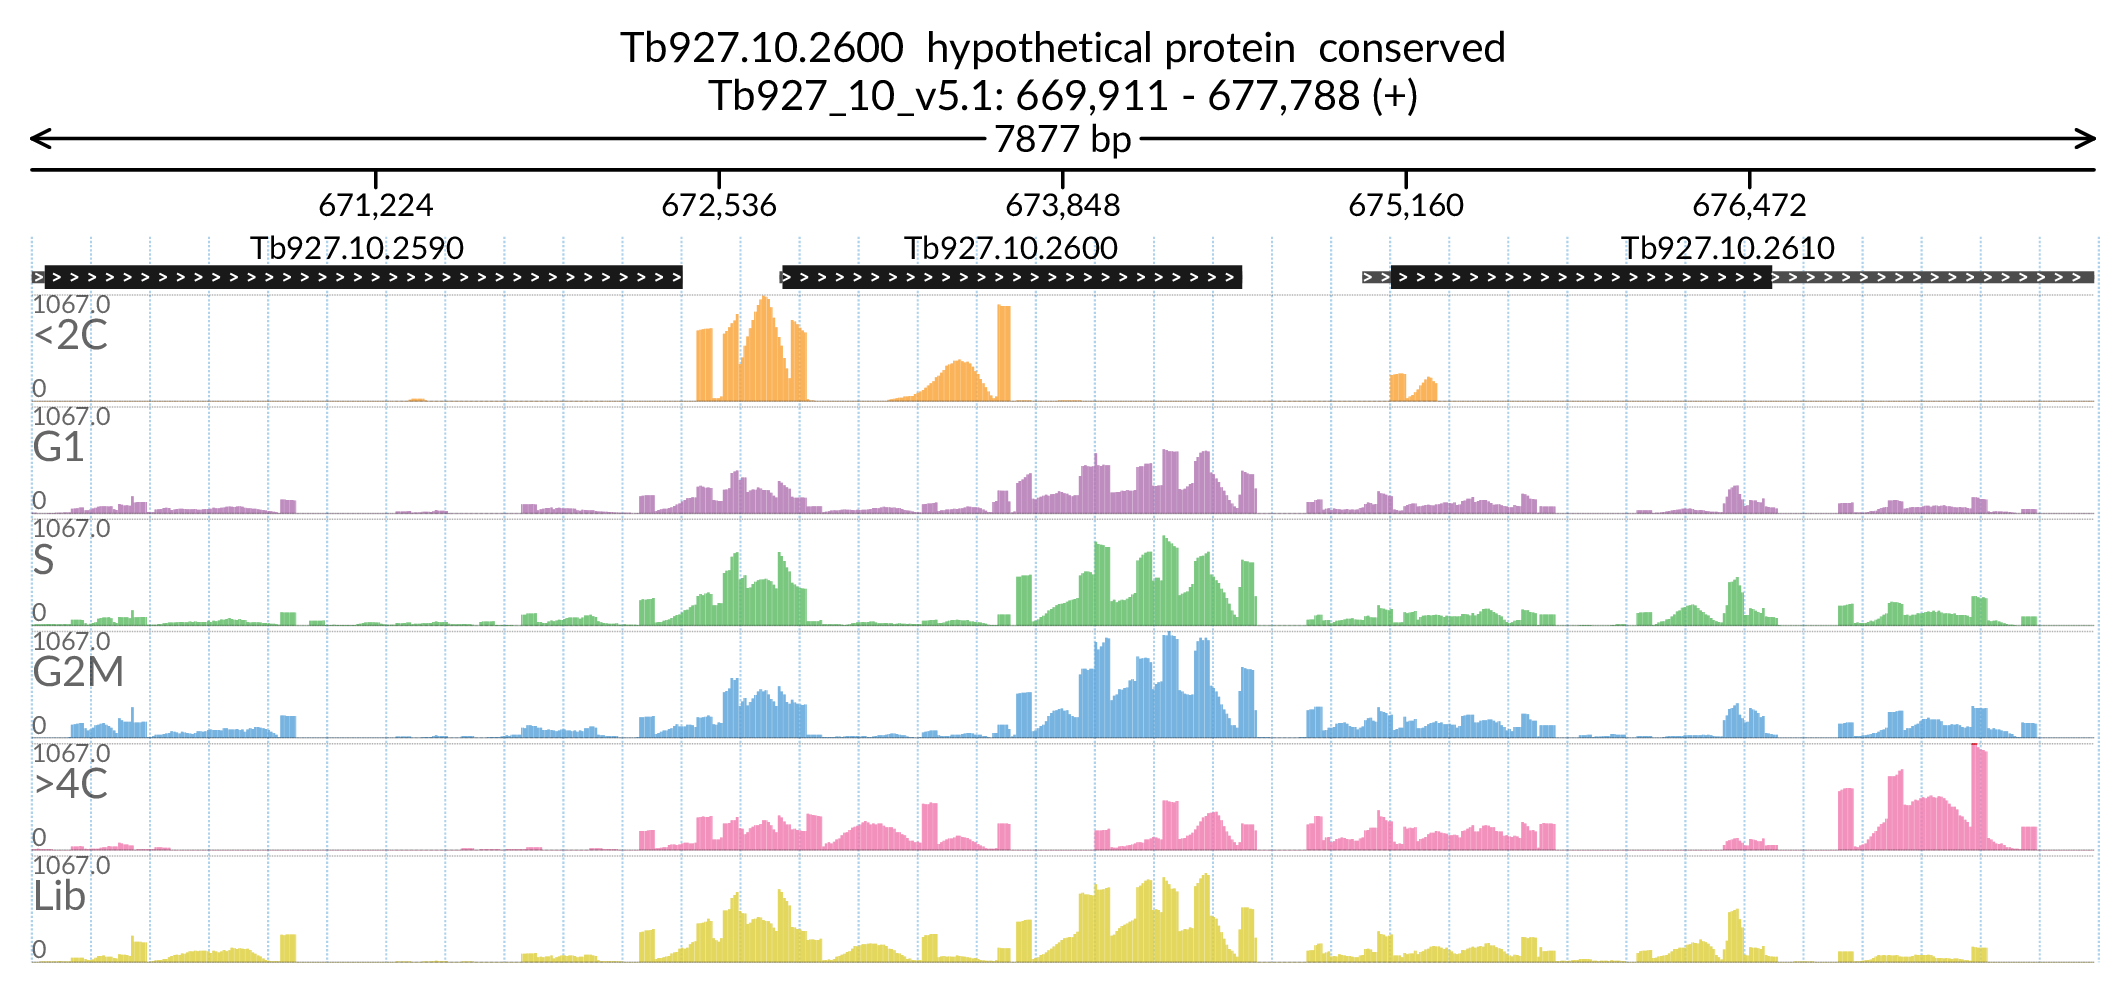 Tb927.10.2600 hypothetical protein conserved
Tb927_10_v5.1: 669,911 - 677,788 (+)
7877 bp
671,224 672,536 673,848 675,160 676,472
Tb927.10.2590 Tb927.10.2600 Tb927.10.2610
1067.0
<2C
0
1067.0
G1
0
1067.0
S
0
1067.0
G2M
0
1067.0
>4C
0
1067.0
Lib
0